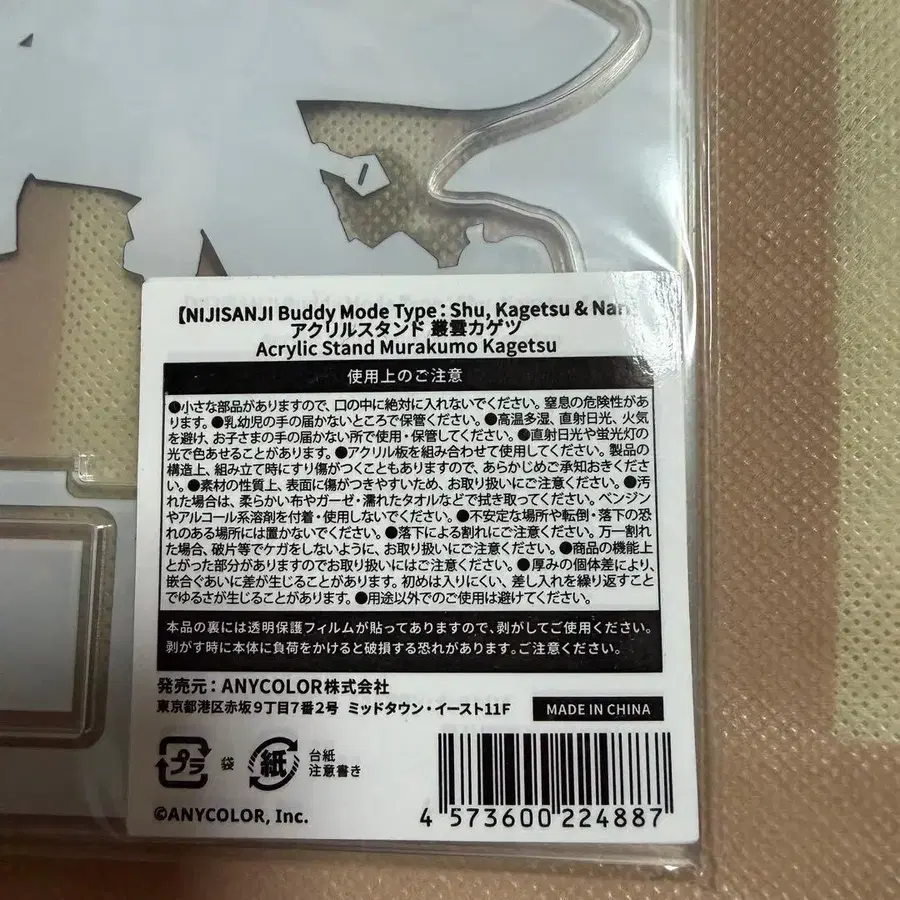 【NIJISANJI Buddy Mode Type：Shu, Kagetsu & Nari
アクリルスタンド 叢雲カゲツ
Acrylic Stand Murakumo Kagetsu
使用上のご注意
●小さな部品がありますので、口の中に絶対に入れないでください。窒息の危険性があ
ります。●乳幼児の手の届かないところで保管ください。●高温多湿、直射日光、火気
を避け、お子さまの手の届かない所で使用・保管してください。●直射日光や蛍光灯の
光で色あせることがあります。●アクリル板を組み合わせて使用してください。製品の
構造上、組み立て時にすり傷がつくこともありますので、あらかじめご承知おきくださ
い。●素材の性質上、表面に傷がつきやすいため、お取り扱いにご注意ください。●汚
れた場合は、柔らかい布やガーゼ・濡れたタオルなどで拭き取ってください。ベンジン
やアルコール系溶剤を付着・使用しないでください。●不安定な場所や転倒・落下の恐
れのある場所には置かないでください。●落下による割れにご注意ください。万一割れ
た場合、破片等でケガをしないように、お取り扱いにご注意ください。●商品の機能上
とがった部分がありますのでお取り扱いにはご注意ください。●厚みの個体差により、
嵌合ぐあいに差が生じることがあります。初めは入りにくい、差し入れを繰り返すこと
でゆるさが生じることがあります。●用途以外でのご使用は避けてください。
本品の裏には透明保護フィルムが貼ってありますので、剥がしてご使用ください。
剥がす時に本体に負荷をかけると破損する恐れがあります。ご注意ください。
発売元：ANYCOLOR株式会社
東京都港区赤坂9丁目7番2号 ミッドタウン・イースト11F
MADE IN CHINA
プラ 袋 紙 台紙
注意書き
©ANYCOLOR, Inc.
4 573600 224887